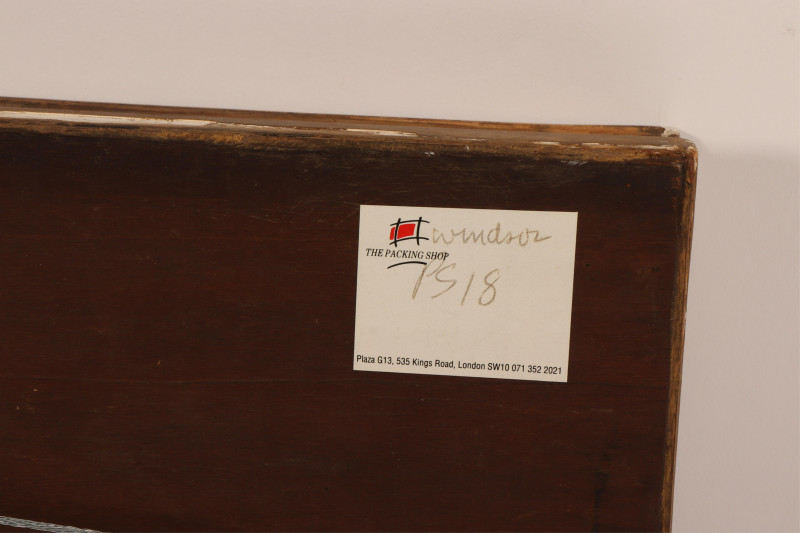 windsor
THE PACKING SHOP
PS18
Plaza G13, 535 Kings Road, London SW10 071 352 2021